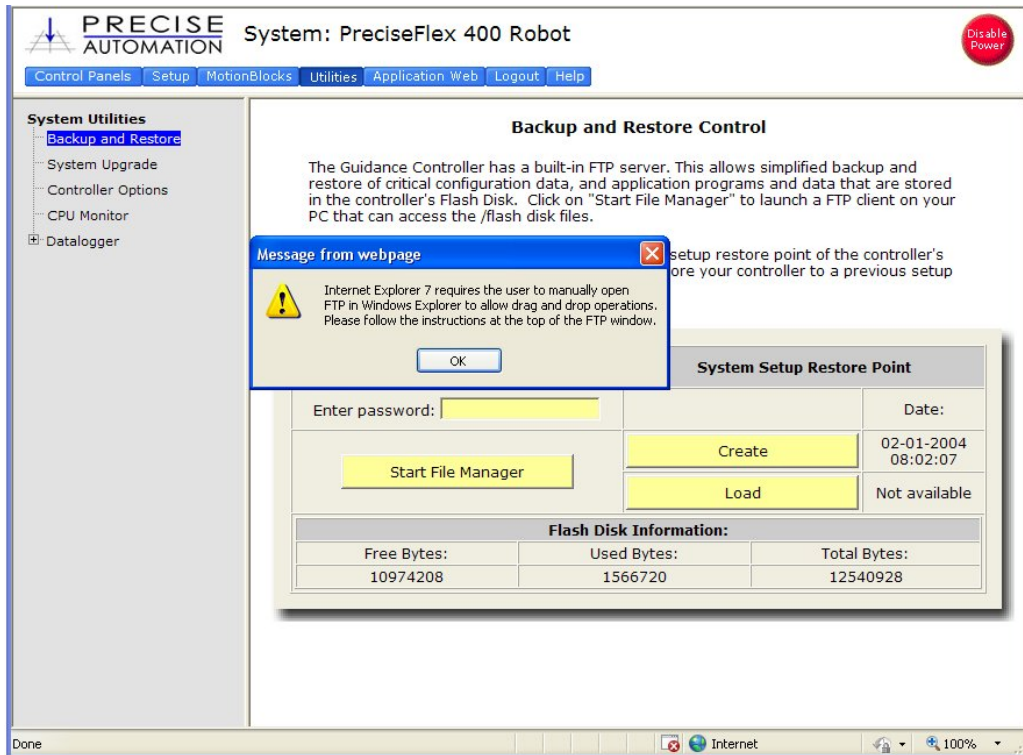 PRECISE
AUTOMATION
System: PreciseFlex 400 Robot
Disable
Power
Control Panels Setup MotionBlocks Utilities Application Web Logout Help
System Utilities
Backup and Restore
System Upgrade
Controller Options
CPU Monitor
Datalogger
Backup and Restore Control
The Guidance Controller has a built-in FTP server. This allows simplified backup and
restore of critical configuration data, and application programs and data that are stored
in the controller's Flash Disk. Click on "Start File Manager" to launch a FTP client on your
PC that can access the /flash disk files.
setup restore point of the controller's
ore your controller to a previous setup
Message from webpage
Internet Explorer 7 requires the user to manually open
FTP in Windows Explorer to allow drag and drop operations.
Please follow the instructions at the top of the FTP window.
OK
System Setup Restore Point
Enter password:
Date:
Start File Manager
Create
02-01-2004
08:02:07
Load
Not available
Flash Disk Information:
Free Bytes: Used Bytes: Total Bytes:
10974208 1566720 12540928
Done
Internet
100%